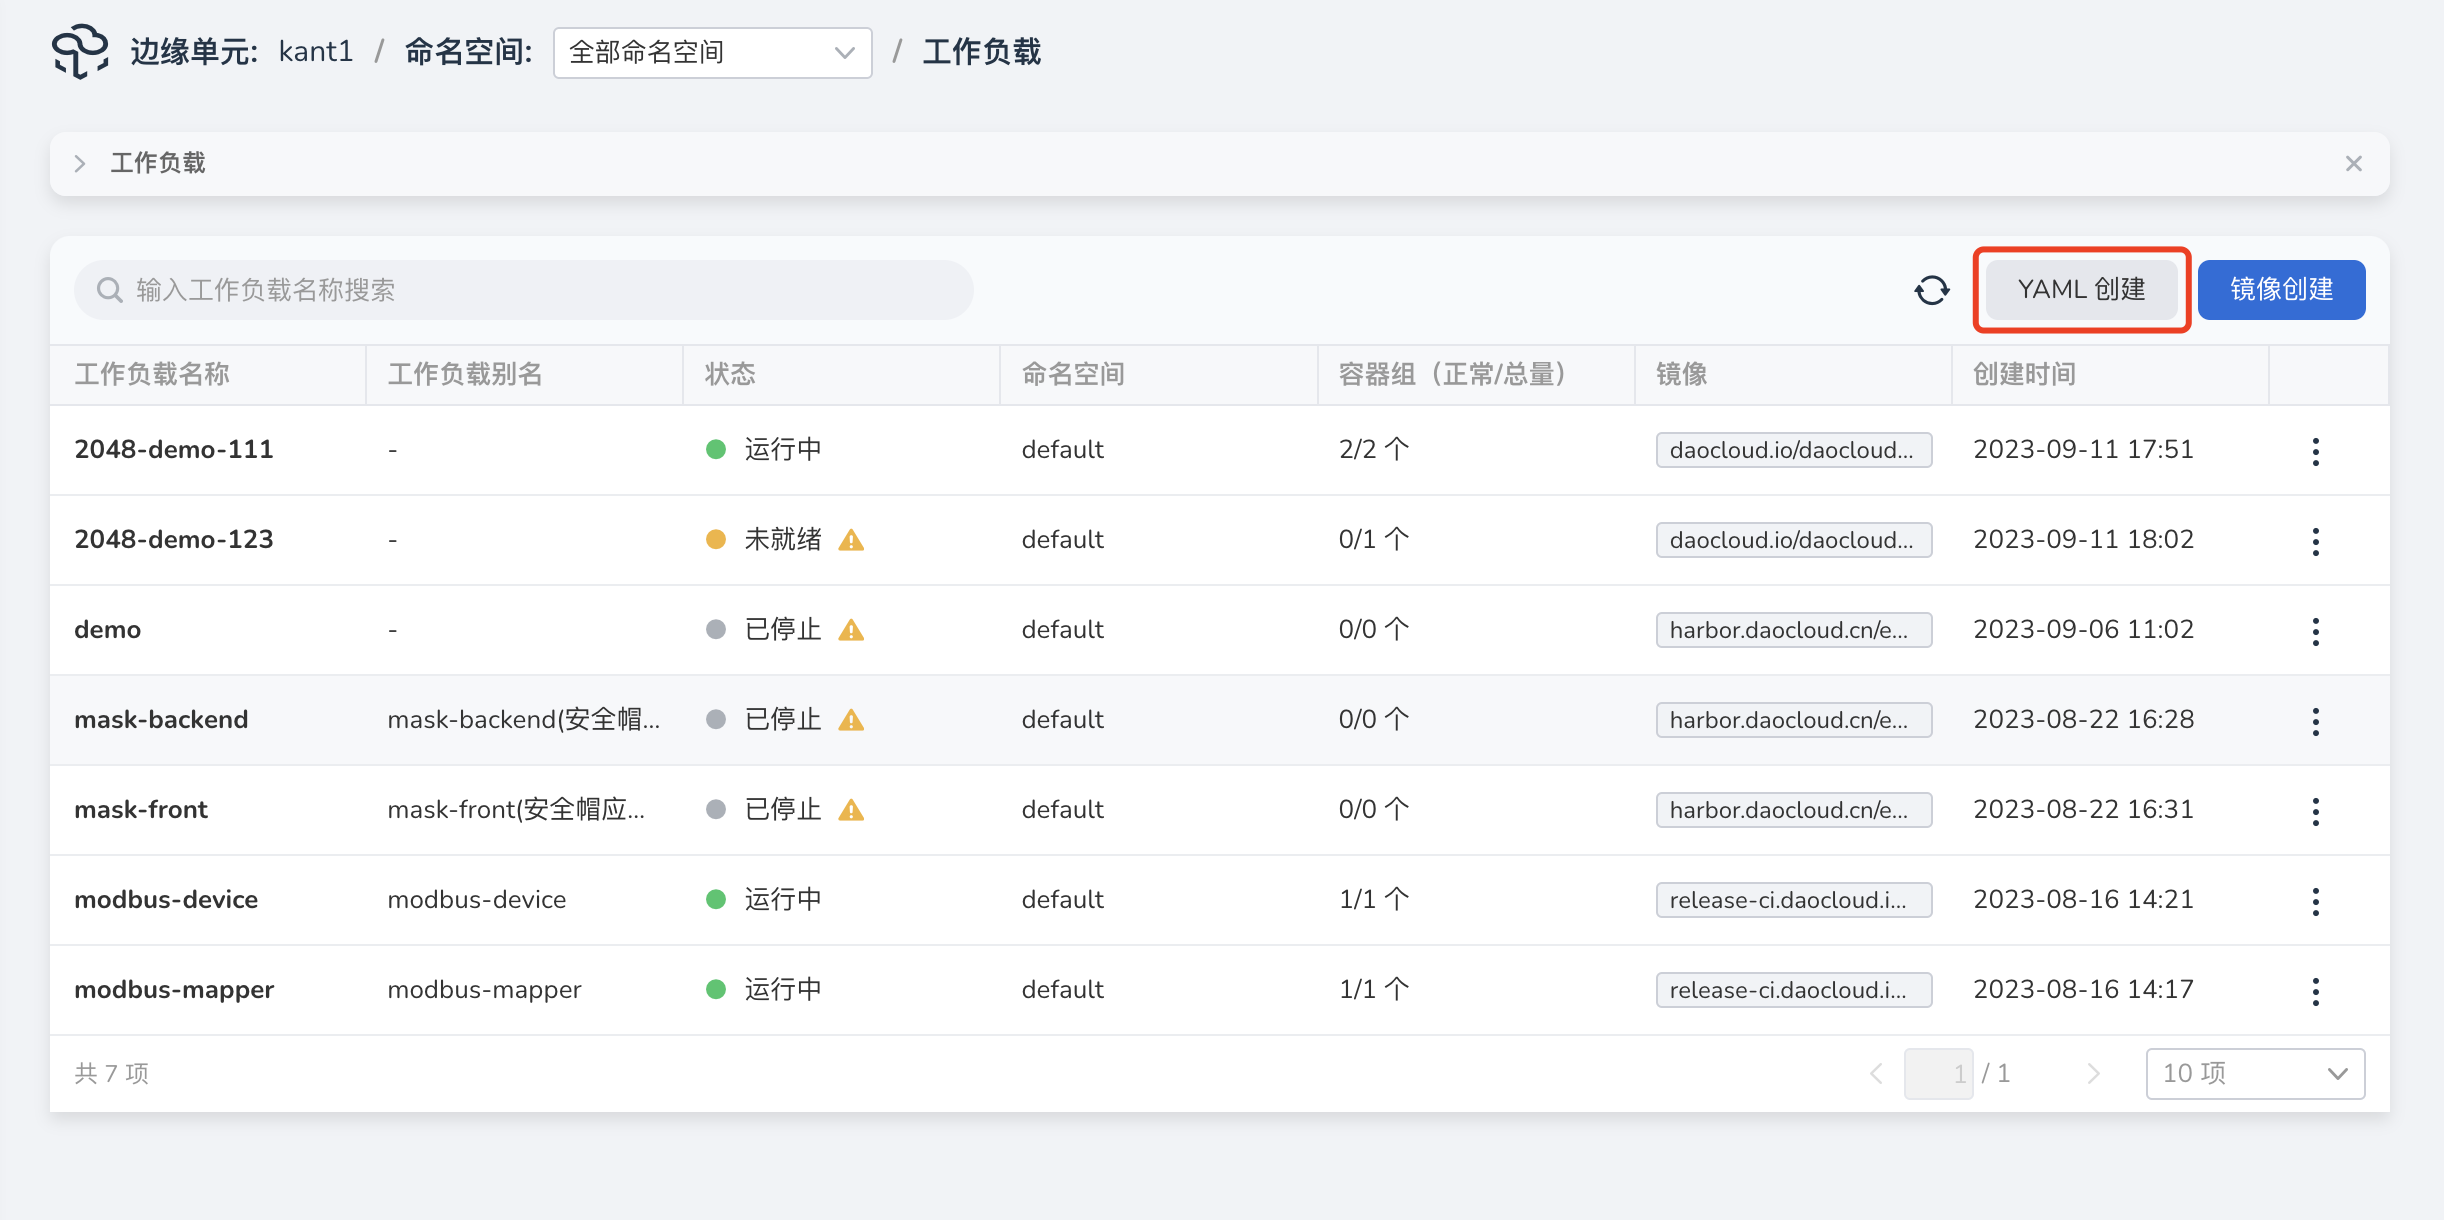 边缘单元: kant1 / 命名空间: 全部命名空间 / 工作负载
工作负载
输入工作负载名称搜索 YAML 创建 镜像创建
工作负载名称 工作负载别名 状态 命名空间 容器组（正常/总量） 镜像 创建时间
2048-demo-111 - 运行中 default 2/2 个 daocloud.io/daocloud... 2023-09-11 17:51
2048-demo-123 - 未就绪 default 0/1 个 daocloud.io/daocloud... 2023-09-11 18:02
demo - 已停止 default 0/0 个 harbor.daocloud.cn/e... 2023-09-06 11:02
mask-backend mask-backend(安全帽... 已停止 default 0/0 个 harbor.daocloud.cn/e... 2023-08-22 16:28
mask-front mask-front(安全帽应... 已停止 default 0/0 个 harbor.daocloud.cn/e... 2023-08-22 16:31
modbus-device modbus-device 运行中 default 1/1 个 release-ci.daocloud.i... 2023-08-16 14:21
modbus-mapper modbus-mapper 运行中 default 1/1 个 release-ci.daocloud.i... 2023-08-16 14:17
共 7 项 1 / 1 10 项